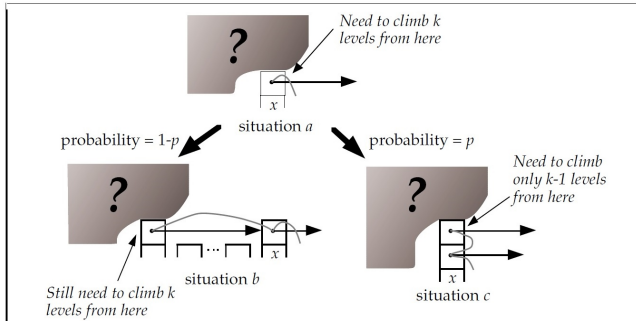 ?
Need to climb k
levels from here
x
situation a
probability = 1-p
probability = p
?
...
x
situation b
Still need to climb k
levels from here
?
Need to climb
only k-1 levels
from here
x
situation c